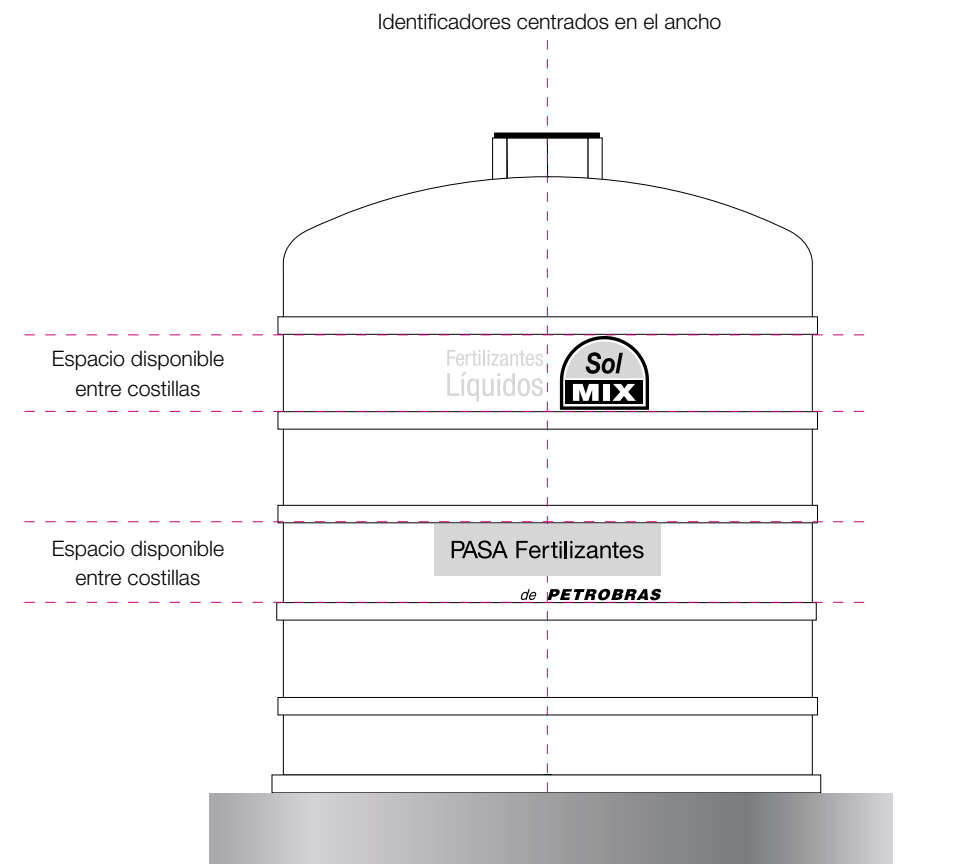 Identificadores centrados en el ancho
Espacio disponible
entre costillas
Fertilizantes
Líquidos
Sol
MIX
Espacio disponible
entre costillas
PASA Fertilizantes
de PETROBRAS